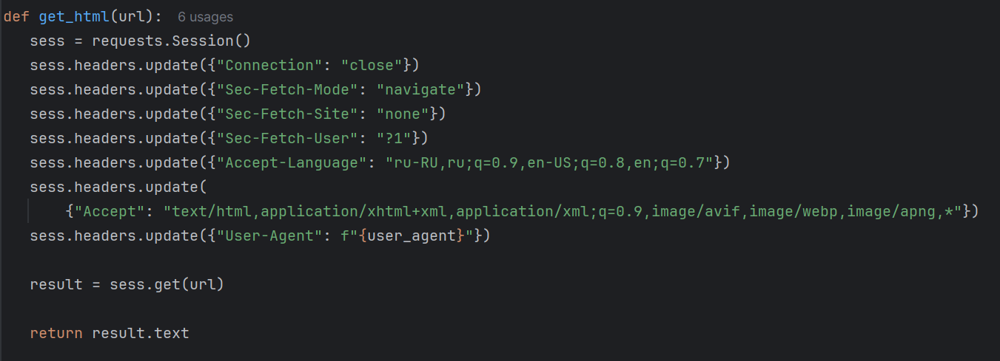 def get_html(url):  6 usages
    sess = requests.Session()
    sess.headers.update({"Connection": "close"})
    sess.headers.update({"Sec-Fetch-Mode": "navigate"})
    sess.headers.update({"Sec-Fetch-Site": "none"})
    sess.headers.update({"Sec-Fetch-User": "?1"})
    sess.headers.update({"Accept-Language": "ru-RU,ru;q=0.9,en-US;q=0.8,en;q=0.7"})
    sess.headers.update(
        {"Accept": "text/html,application/xhtml+xml,application/xml;q=0.9,image/avif,image/webp,image/apng,*"})
    sess.headers.update({"User-Agent": f"{user_agent}"})
    result = sess.get(url)
    return result.text